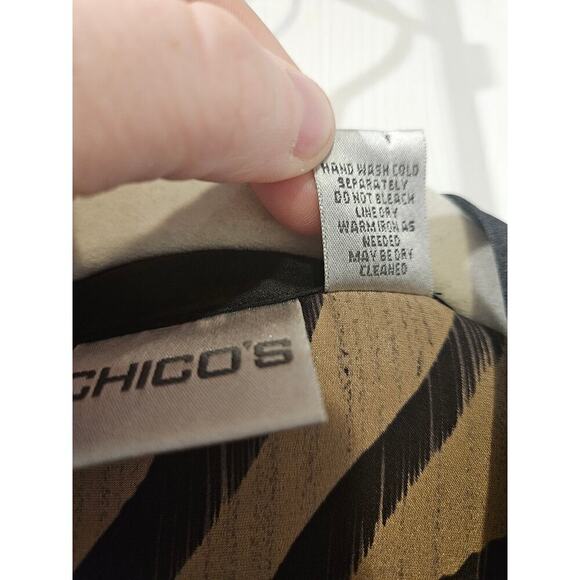 HAND WASH COLD
SEPARATELY
DO NOT BLEACH
LINE DRY
WARM IRON AS
NEEDED
MAY BE DRY
CLEANED
CHICO'S